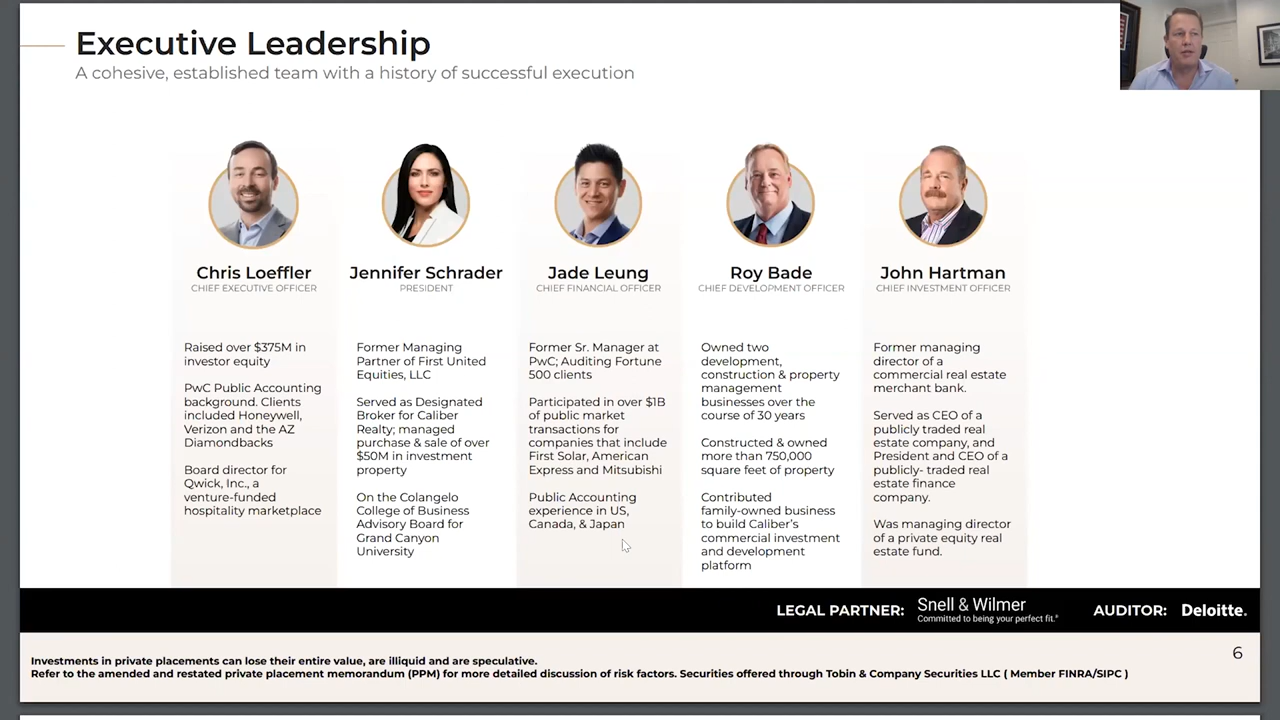 Executive Leadership
A cohesive, established team with a history of successful execution
Chris Loeffler
CHIEF EXECUTIVE OFFICER
Raised over $375M in
investor equity
PwC Public Accounting
background. Clients
included Honeywell,
Verizon and the AZ
Diamondbacks
Board director for
Qwick, Inc., a
venture-funded
hospitality marketplace
Jennifer Schrader
PRESIDENT
Former Managing
Partner of First United
Equities, LLC
Served as Designated
Broker for Caliber
Realty; managed
purchase & sale of over
$50M in investment
property
On the Colangelo
College of Business
Advisory Board for
Grand Canyon
University
Jade Leung
CHIEF FINANCIAL OFFICER
Former Sr. Manager at
PwC; Auditing Fortune
500 clients
Participated in over $1B
of public market
transactions for
companies that include
First Solar, American
Express and Mitsubishi
Public Accounting
experience in US,
Canada, & Japan
Roy Bade
CHIEF DEVELOPMENT OFFICER
Owned two
development,
construction & property
management
businesses over the
course of 30 years
Constructed & owned
more than 750,000
square feet of property
Contributed
family-owned business
to build Caliber's
commercial investment
and development
platform
John Hartman
CHIEF INVESTMENT OFFICER
Former managing
director of a
commercial real estate
merchant bank.
Served as CEO of a
publicly traded real
estate company, and
President and CEO of a
publicly- traded real
estate finance
company.
Was managing director
of a private equity real
estate fund.
LEGAL PARTNER: Snell & Wilmer
Committed to being your perfect fit.®
AUDITOR: Deloitte.
6
Investments in private placements can lose their entire value, are illiquid and are speculative.
Refer to the amended and restated private placement memorandum (PPM) for more detailed discussion of risk factors. Securities offered through Tobin & Company Securities LLC ( Member FINRA/SIPC )